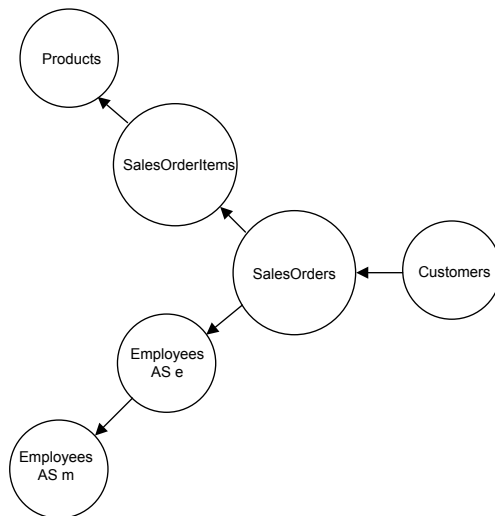 Products
SalesOrderItems
SalesOrders
Customers
Employees
AS e
Employees
AS m